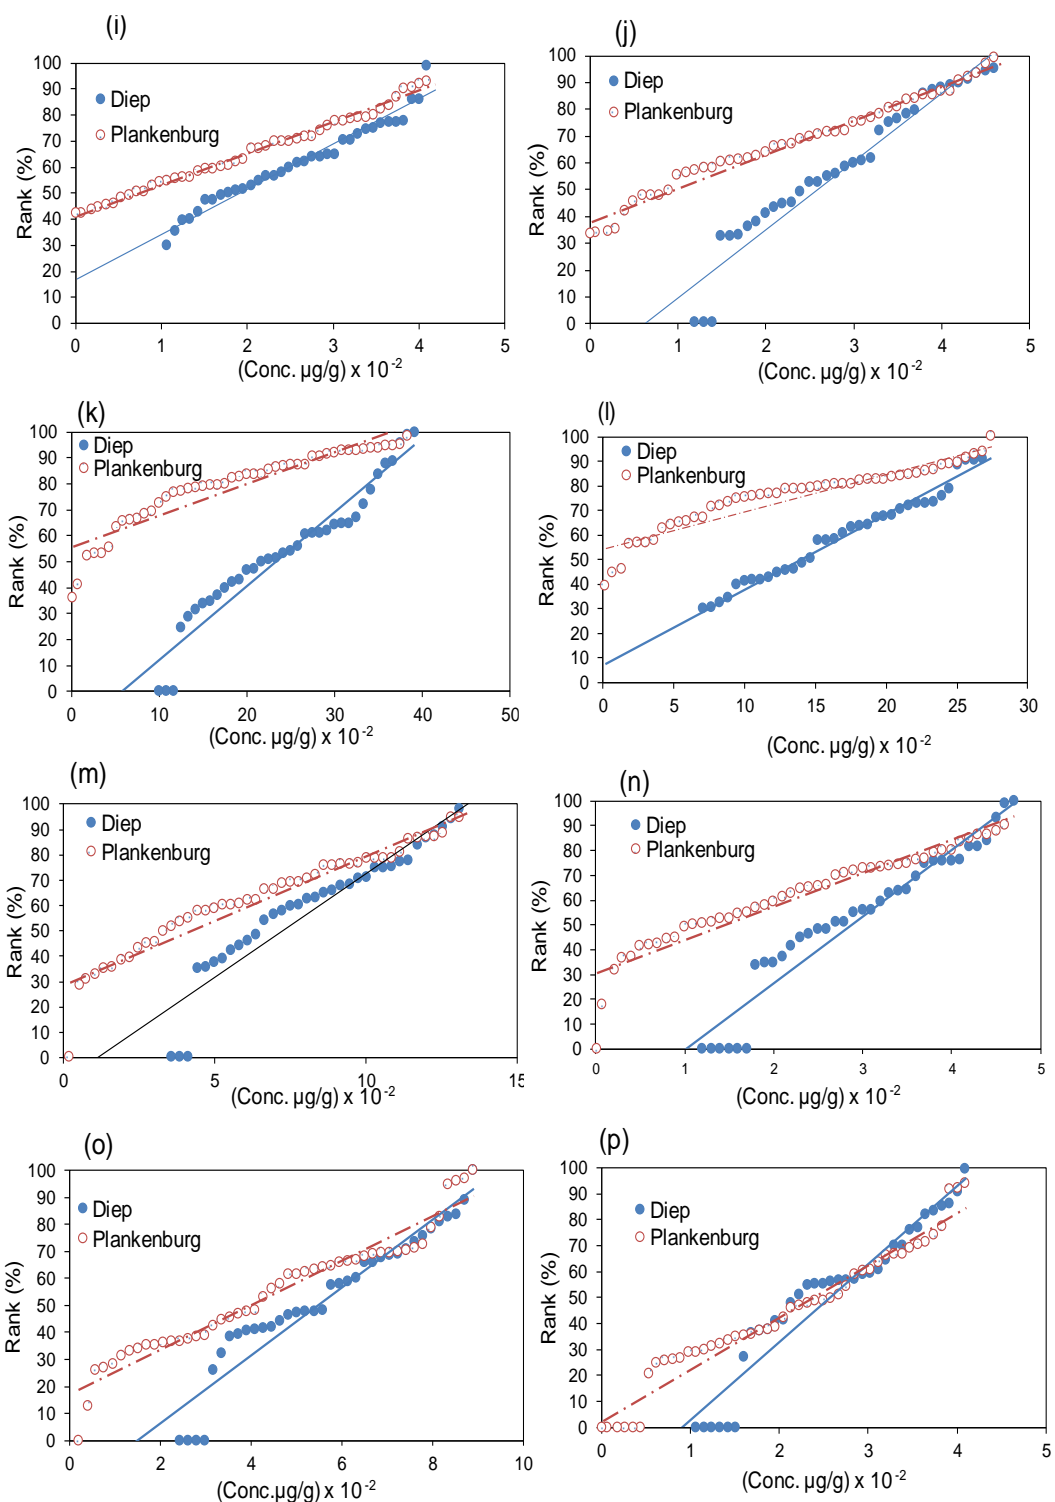 (i)
100
90
80
70
60
50
40
30
20
10
0
Rank (%)
Diep
Plankenburg
0 1 2 3 4 5
(Conc. µg/g) x 10-2
(j)
100
90
80
70
60
50
40
30
20
10
0
Rank (%)
Diep
Plankenburg
0 1 2 3 4 5
(Conc. µg/g) x 10-2
(k)
100
90
80
70
60
50
40
30
20
10
0
Rank (%)
Diep
Plankenburg
0 10 20 30 40 50
(Conc. µg/g) x 10-2
(l)
100
90
80
70
60
50
40
30
20
10
0
Rank (%)
Diep
Plankenburg
0 5 10 15 20 25 30
(Conc. µg/g) x 10-2
(m)
100
90
80
70
60
50
40
30
20
10
0
Rank (%)
Diep
Plankenburg
0 5 10 15
(Conc. µg/g) x 10-2
(n)
100
90
80
70
60
50
40
30
20
10
0
Rank (%)
Diep
Plankenburg
0 1 2 3 4 5
(Conc. µg/g) x 10-2
(o)
100
90
80
70
60
50
40
30
20
10
0
Rank (%)
Diep
Plankenburg
0 2 4 6 8 10
(Conc.µg/g) x 10-2
(p)
100
90
80
70
60
50
40
30
20
10
0
Rank (%)
Diep
Plankenburg
0 1 2 3 4 5
(Conc. µg/g) x 10-2